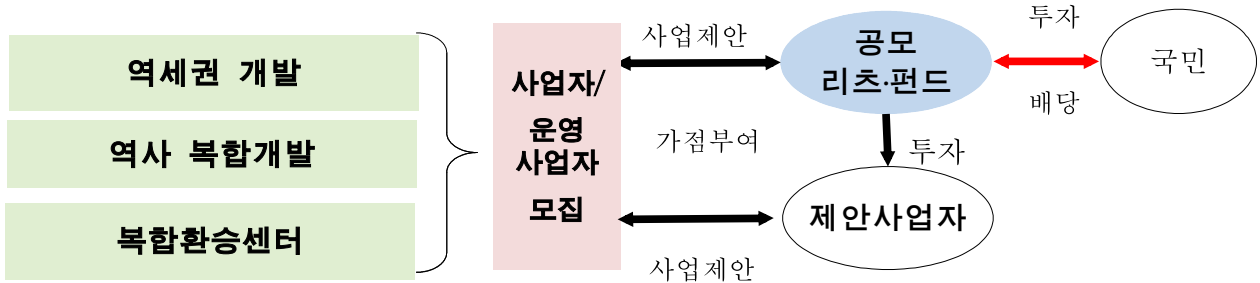 역세권 개발
역사 복합개발
복합환승센터
사업자/
운영
사업자
모집
사업제안
가점부여
사업제안
공모
리츠·펀드
투자
제안사업자
투자
배당
국민